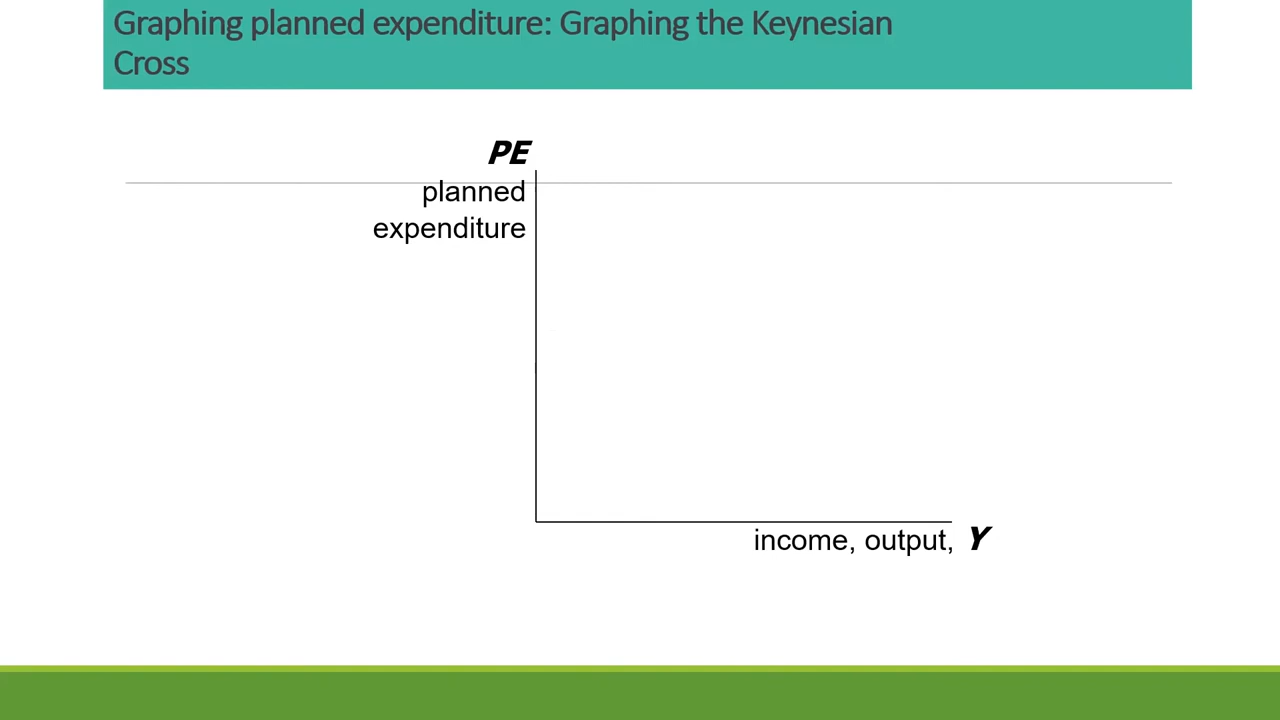 Graphing planned expenditure: Graphing the Keynesian
Cross
PE
planned
expenditure
income, output, Y